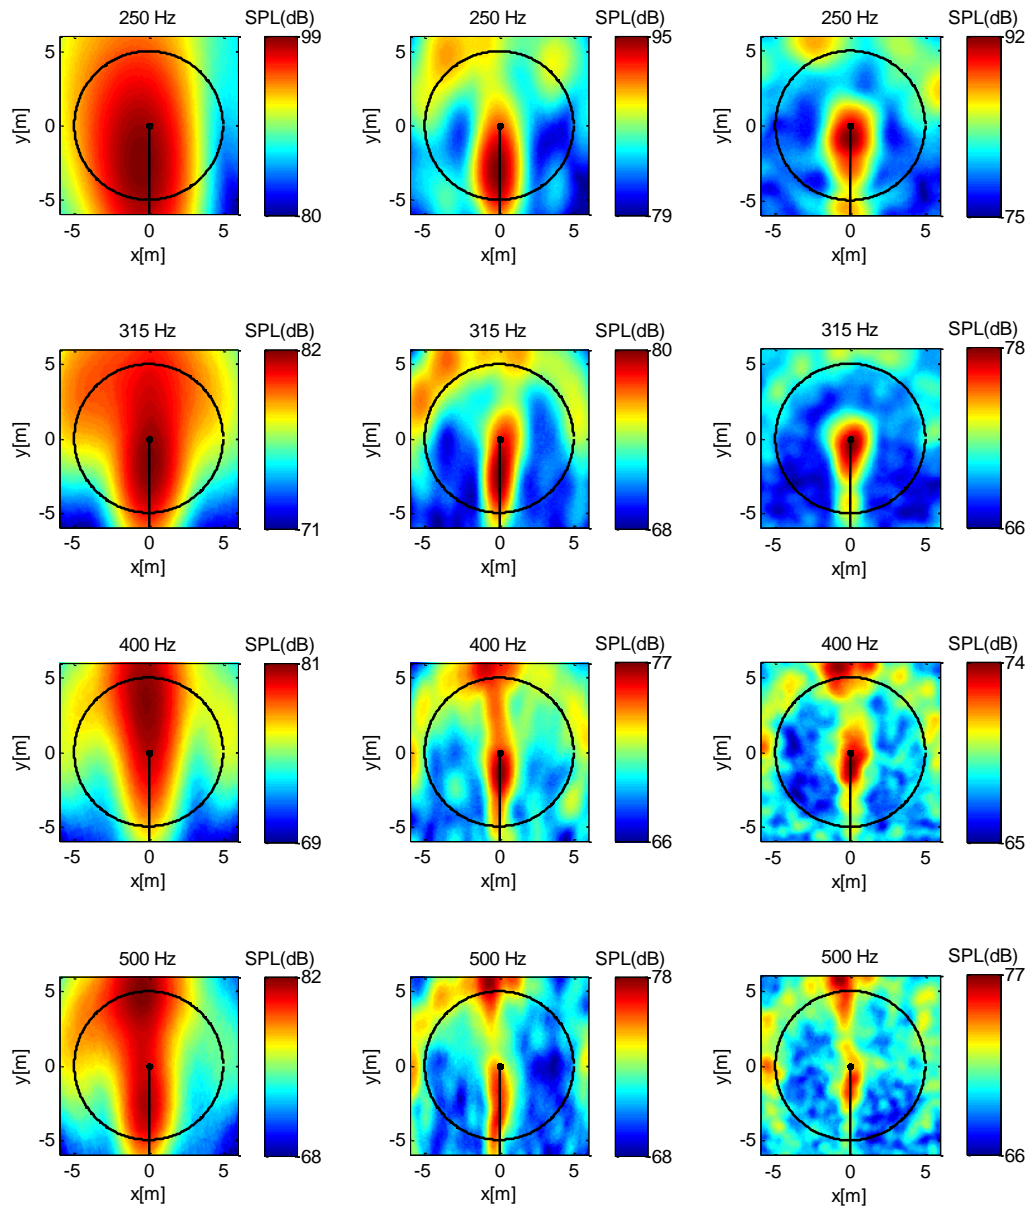 250 Hz SPL(dB) 250 Hz SPL(dB) 250 Hz SPL(dB)
99 95 92
5 5 5
y[m] 0 y[m] 0 y[m] 0
-5 -5 -5
80 79 75
-5 0 5 -5 0 5 -5 0 5
x[m] x[m] x[m]
315 Hz SPL(dB) 315 Hz SPL(dB) 315 Hz SPL(dB)
82 80 78
5 5 5
y[m] 0 y[m] 0 y[m] 0
-5 -5 -5
71 68 66
-5 0 5 -5 0 5 -5 0 5
x[m] x[m] x[m]
400 Hz SPL(dB) 400 Hz SPL(dB) 400 Hz SPL(dB)
81 77 74
5 5 5
y[m] 0 y[m] 0 y[m] 0
-5 -5 -5
69 66 65
-5 0 5 -5 0 5 -5 0 5
x[m] x[m] x[m]
500 Hz SPL(dB) 500 Hz SPL(dB) 500 Hz SPL(dB)
82 78 77
5 5 5
y[m] 0 y[m] 0 y[m] 0
-5 -5 -5
68 68 66
-5 0 5 -5 0 5 -5 0 5
x[m] x[m] x[m]